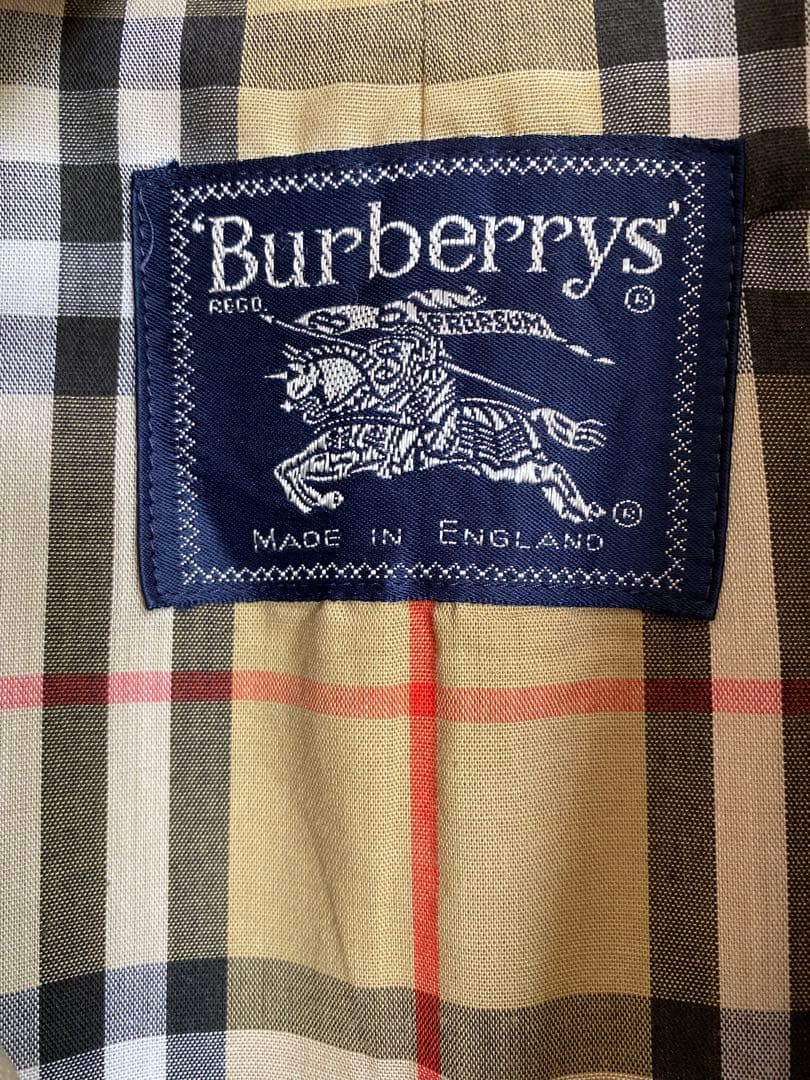 'Burberrys'
REGD ®
PRORSUM
®
MADE IN ENGLAND